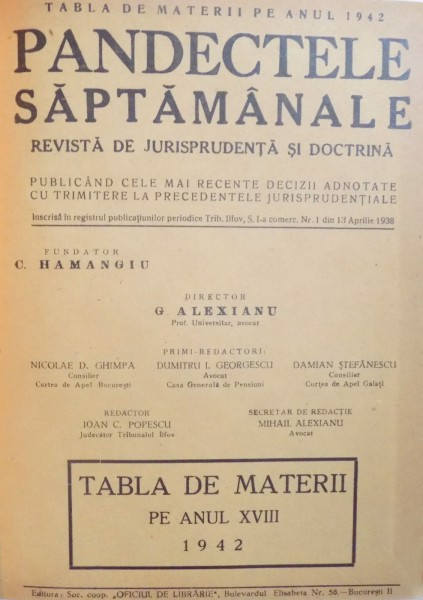 TABLA DE MATERII PE ANUL 1942
PANDECTELE
SĂPTĂMÂNALE
REVISTĂ DE JURISPRUDENȚĂ ȘI DOCTRINĂ
PUBLICÂND CELE MAI RECENTE DECIZII ADNOTATE
CU TRIMITERE LA PRECEDENTELE JURISPRUDENȚIALE
Inscrisă în registrul publicațiunilor periodice Trib. Ilfov, S. I-a comerc. Nr. 1 din 13 Aprilie 1938
FUNDATOR
C. HAMANGIU
DIRECTOR
G. ALEXIANU
Prof. Universitar, avocat
PRIMI-REDACTORI:
NICOLAE D. GHIMPA DUMITRU I. GEORGESCU DAMIAN ȘTEFĂNESCU
Consilier Avocat Consilier
Curtea de Apel București Casa Generală de Pensiuni Curtea de Apel Galați
REDACTOR SECRETAR DE REDACȚIE
IOAN C. POPESCU MIHAIL ALEXIANU
Judecător Tribunalul Ilfov Avocat
TABLA DE MATERII
PE ANUL XVIII
1942
Editura: Soc. coop. „OFICIUL DE LIBRĂRIE", Bulevardul Elisabeta Nr. 56.—București II